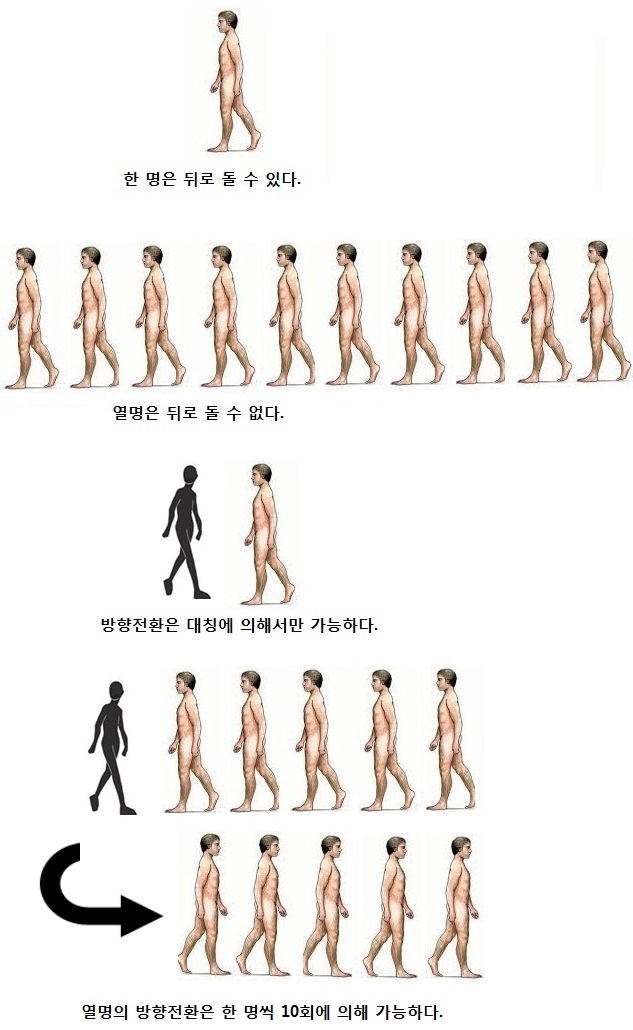 한 명은 뒤로 돌 수 있다.
열명은 뒤로 돌 수 없다.
방향전환은 대칭에 의해서만 가능하다.
열명의 방향전환은 한 명씩 10회에 의해 가능하다.